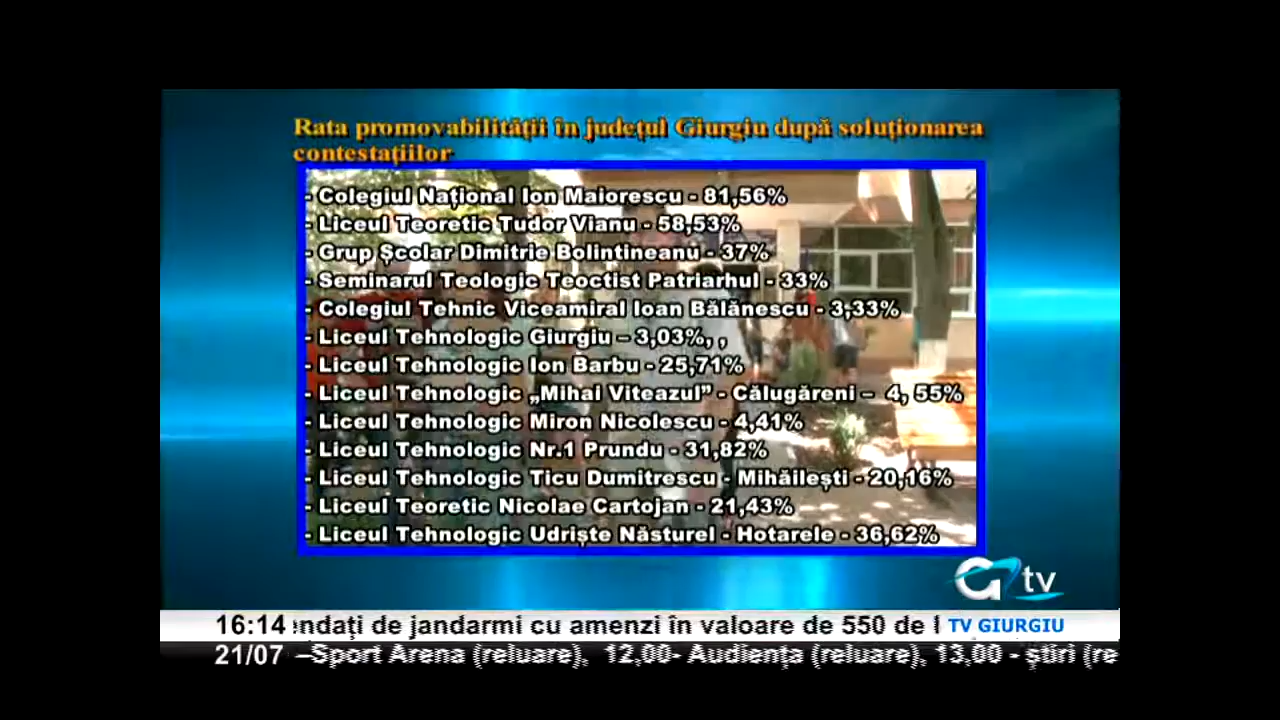 Rata promovabilității în județul Giurgiu după soluționarea
contestațiilor
- Colegiul Național Ion Maiorescu - 81,56%
- Liceul Teoretic Tudor Vianu - 58,53%
- Grup Școlar Dimitrie Bolintineanu - 37%
- Seminarul Teologic Teoctist Patriarhul - 33%
- Colegiul Tehnic Viceamiral Ioan Bălănescu - 3,33%
- Liceul Tehnologic Giurgiu – 3,03%, ,
- Liceul Tehnologic Ion Barbu - 25,71%
- Liceul Tehnologic „Mihai Viteazul” - Călugăreni – 4, 55%
- Liceul Tehnologic Miron Nicolescu - 4,41%
- Liceul Tehnologic Nr.1 Prundu - 31,82%
- Liceul Tehnologic Ticu Dumitrescu - Mihăilești - 20,16%
- Liceul Teoretic Nicolae Cartojan - 21,43%
- Liceul Tehnologic Udriște Năsturel - Hotarele - 36,62%
G tv
16:14 ndați de jandarmi cu amenzi în valoare de 550 de l TV GIURGIU
21/07 –Sport Arena (reluare), 12,00- Audiența (reluare), 13,00 - știri (re